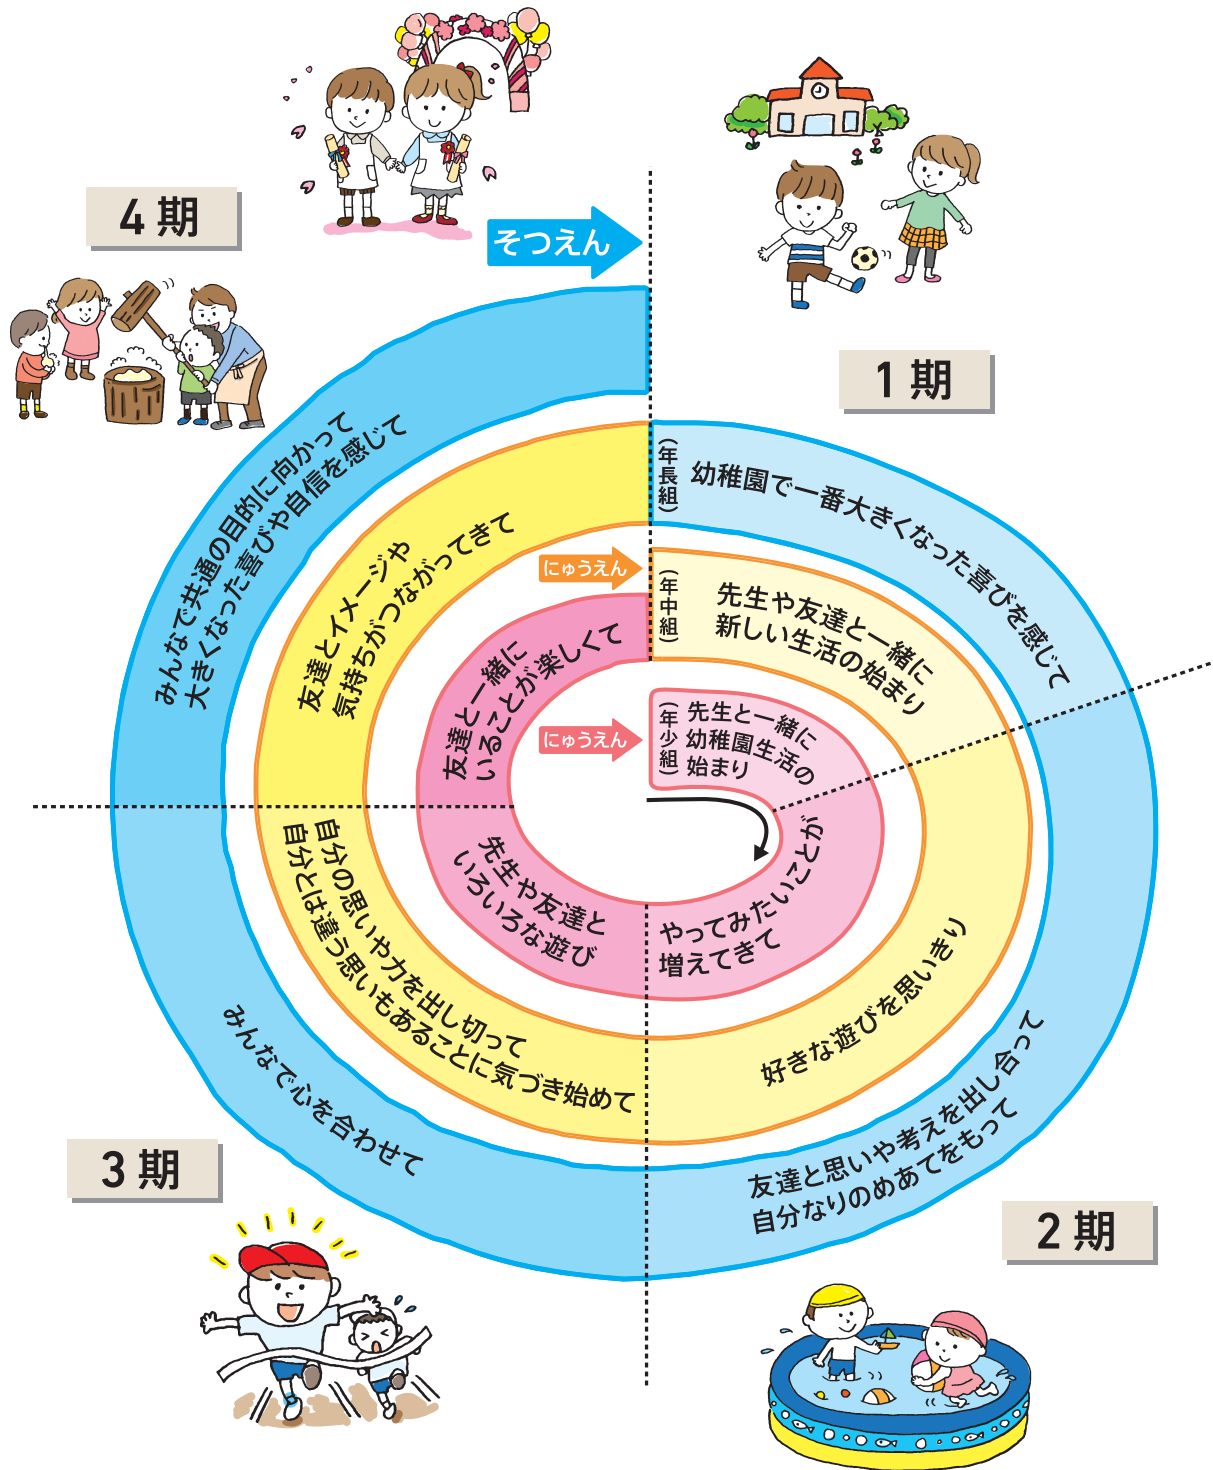 そつえん
4期
1期
(年長組)
幼稚園で一番大きくなった喜びを感じて
みんなで共通の目的に向かって
大きくなった喜びや自信を感じて
友達とイメージや
気持ちがつながってきて
にゅうえん
(年中組)
先生や友達と一緒に
新しい生活の始まり
友達と一緒に
いることが楽しくて
にゅうえん
(年少組)
先生と一緒に
幼稚園生活の
始まり
やってみたいことが
増えてきて
先生や友達と
いろいろな遊び
自分の思いや力を出し切って
自分とは違う思いもあることに気づき始めて
好きな遊びを思いきり
みんなで心を合わせて
友達と思いや考えを出し合って
自分なりのめあてをもって
3期
2期